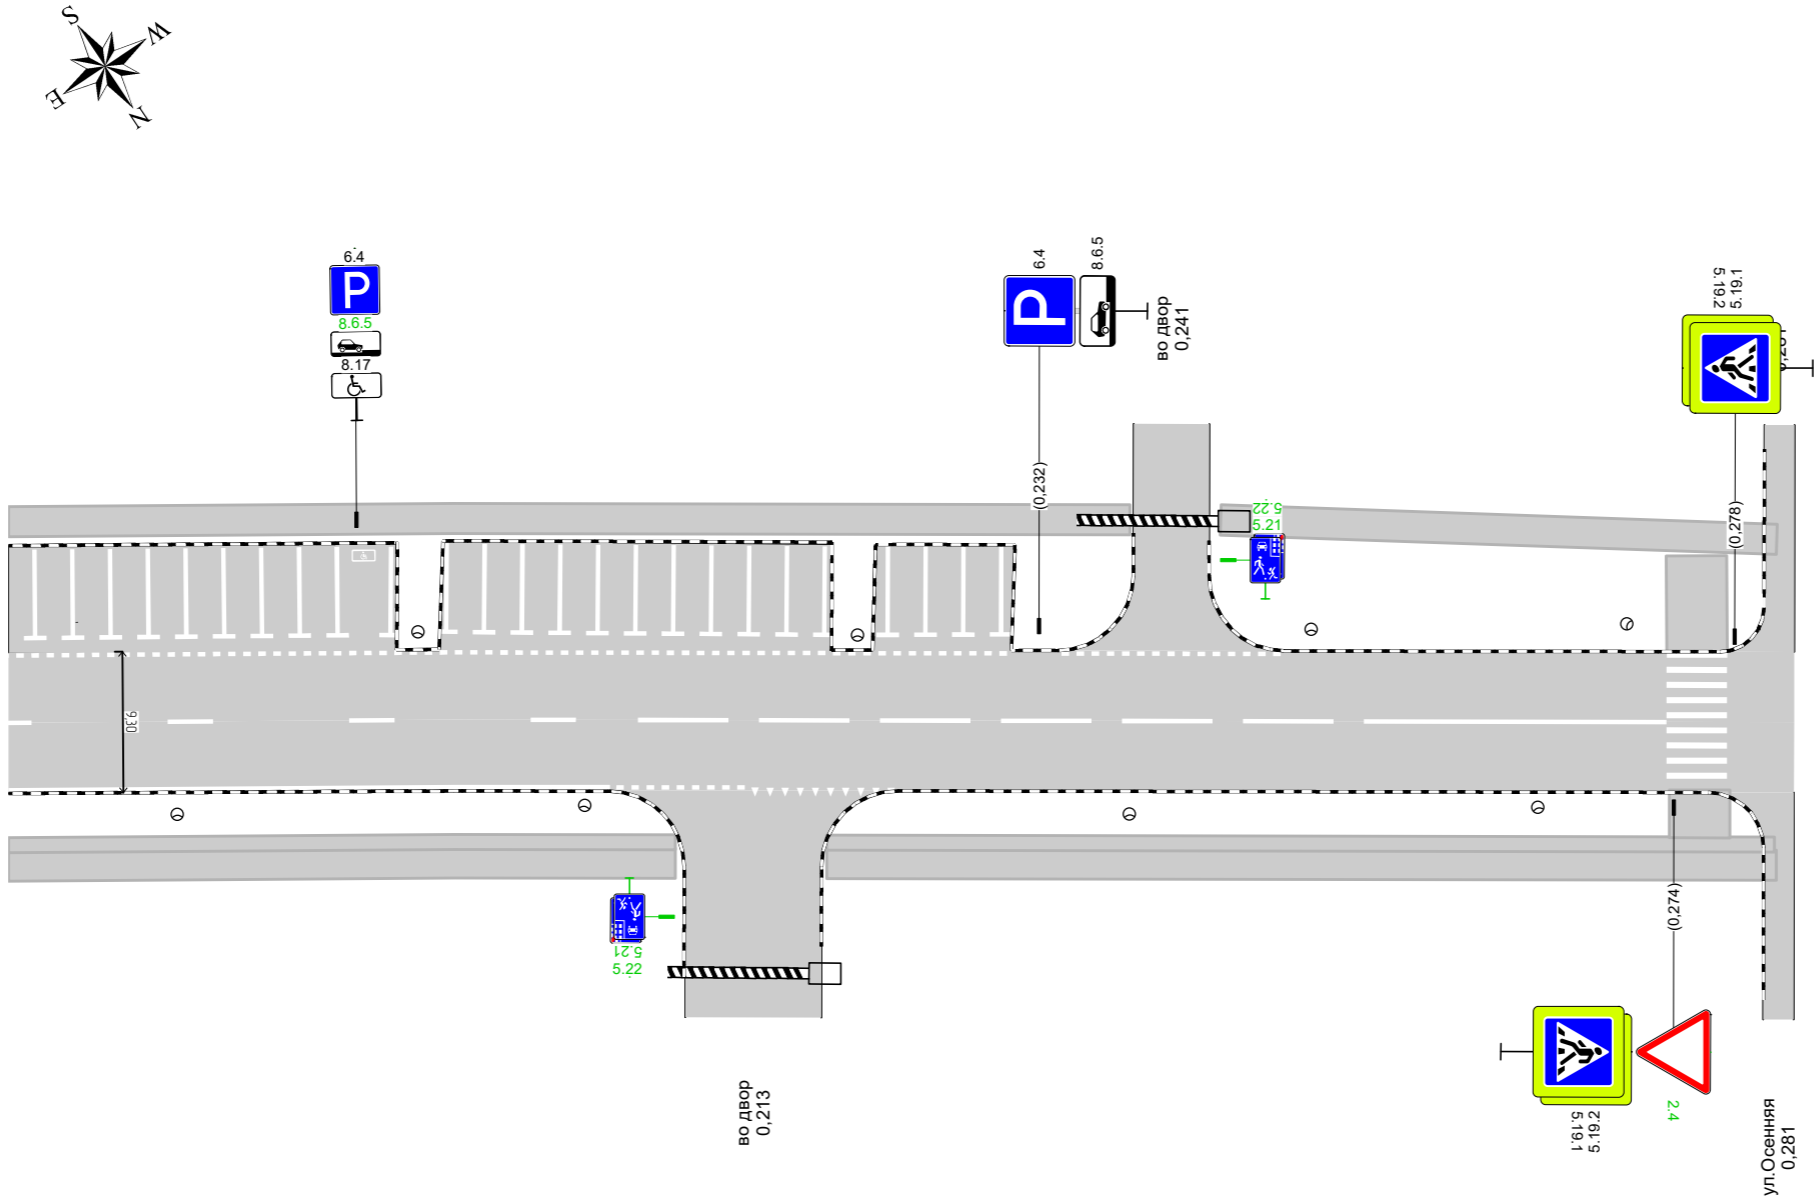 S
W
E
N
6.4
P
8.6.5
8.17
6.4
8.6.5
P
во двор
0,241
5.19.2
5.19.1
(0,232)
(0,278)
5.22
5.21
9,30
5.21
5.22
(0,274)
во двор
0,213
5.19.1
5.19.2
2.4
ул.Осенняя
0,281